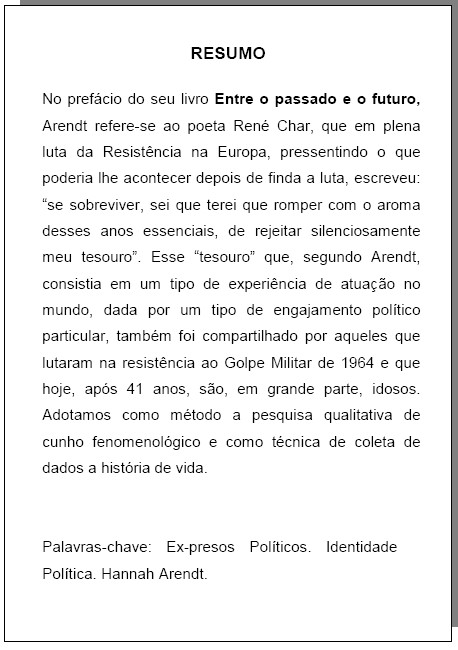 RESUMO
No prefácio do seu livro Entre o passado e o futuro,
Arendt refere-se ao poeta René Char, que em plena
luta da Resistência na Europa, pressentindo o que
poderia lhe acontecer depois de finda a luta, escreveu:
“se sobreviver, sei que terei que romper com o aroma
desses anos essenciais, de rejeitar silenciosamente
meu tesouro”. Esse “tesouro” que, segundo Arendt,
consistia em um tipo de experiência de atuação no
mundo, dada por um tipo de engajamento político
particular, também foi compartilhado por aqueles que
lutaram na resistência ao Golpe Militar de 1964 e que
hoje, após 41 anos, são, em grande parte, idosos.
Adotamos como método a pesquisa qualitativa de
cunho fenomenológico e como técnica de coleta de
dados a história de vida.
Palavras-chave: Ex-presos Políticos. Identidade
Política. Hannah Arendt.